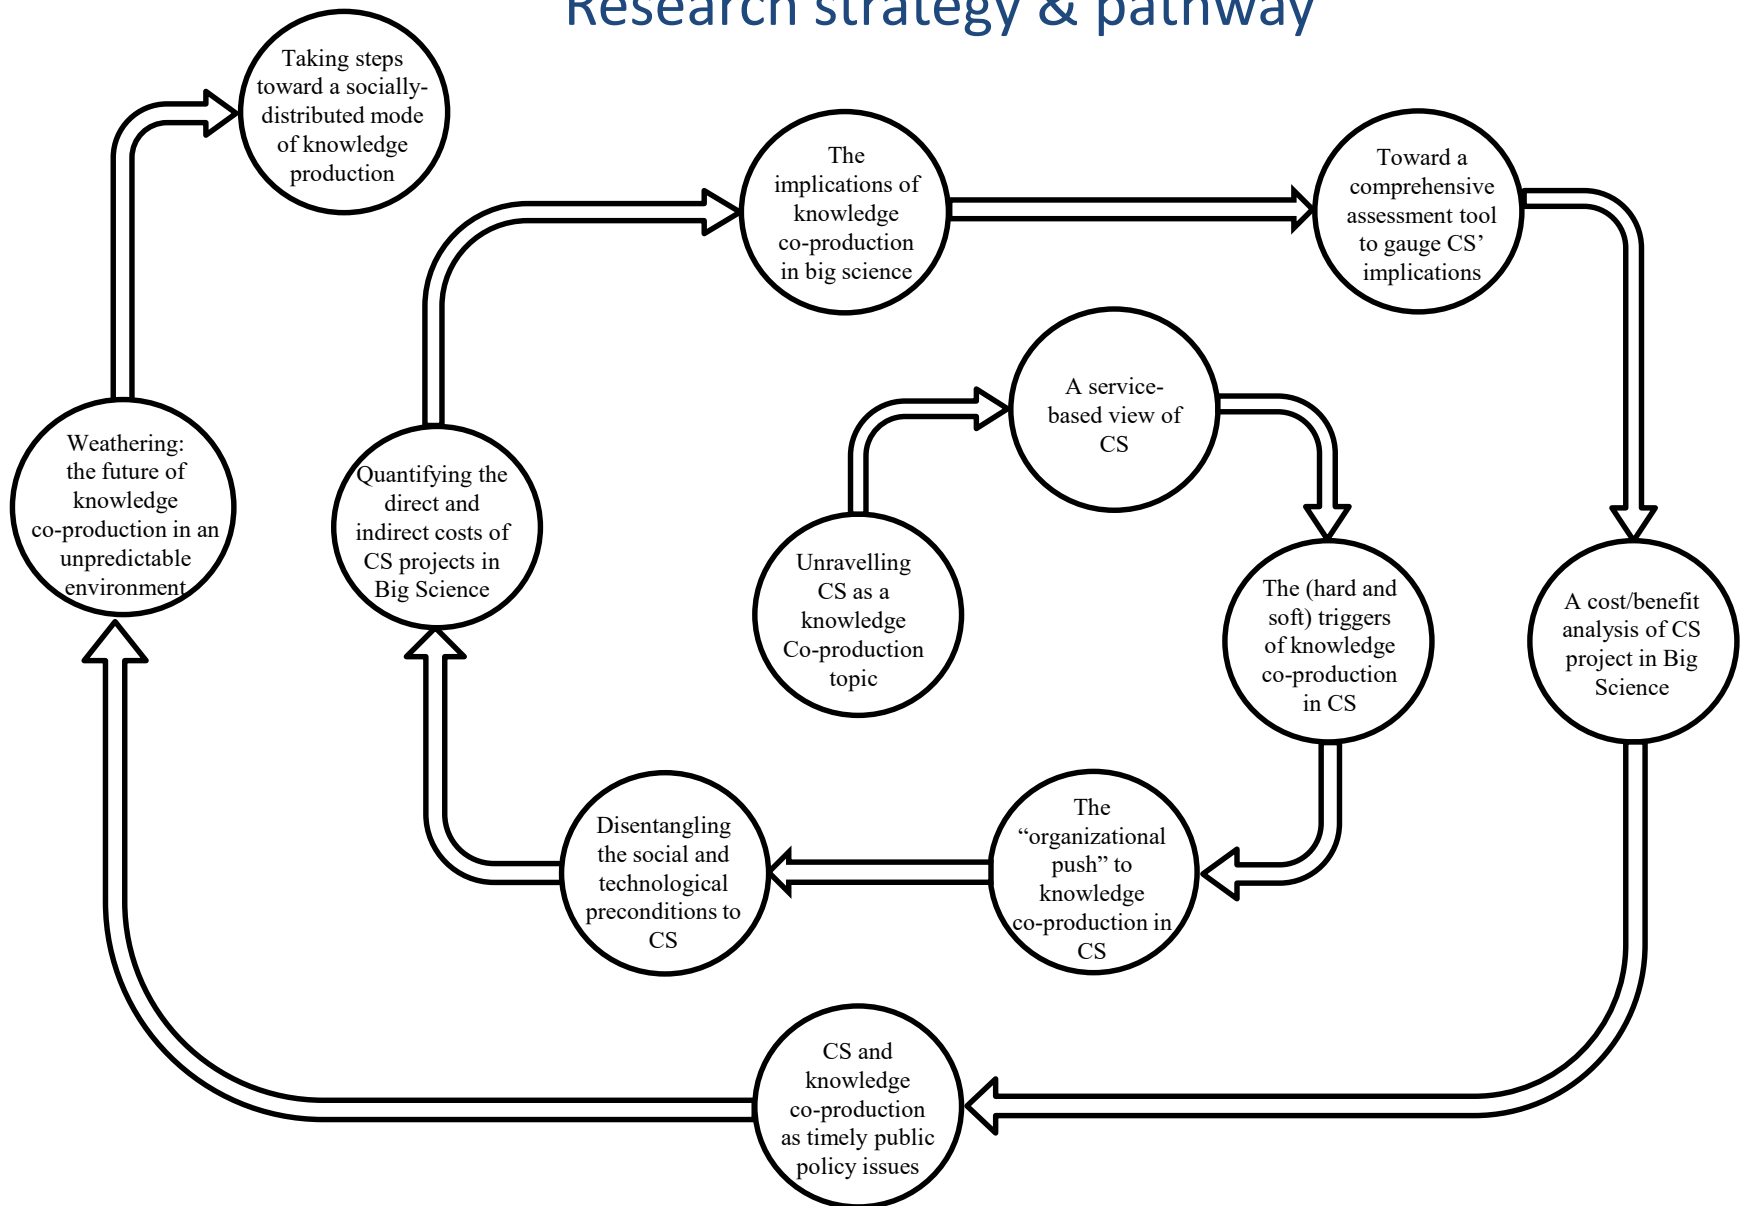 Research strategy & pathway
Taking steps
toward a socially-
distributed mode
of knowledge
production
The
implications of
knowledge
co-production
in big science
Toward a
comprehensive
assessment tool
to gauge CS’
implications
A service-
based view of
CS
Weathering:
the future of
knowledge
co-production in an
unpredictable
environment
Quantifying the
direct and
indirect costs of
CS projects in
Big Science
Unravelling
CS as a
knowledge
Co-production
topic
The (hard and
soft) triggers
of knowledge
co-production
in CS
A cost/benefit
analysis of CS
project in Big
Science
Disentangling
the social and
technological
preconditions to
CS
The
“organizational
push” to
knowledge
co-production in
CS
CS and
knowledge
co-production
as timely public
policy issues